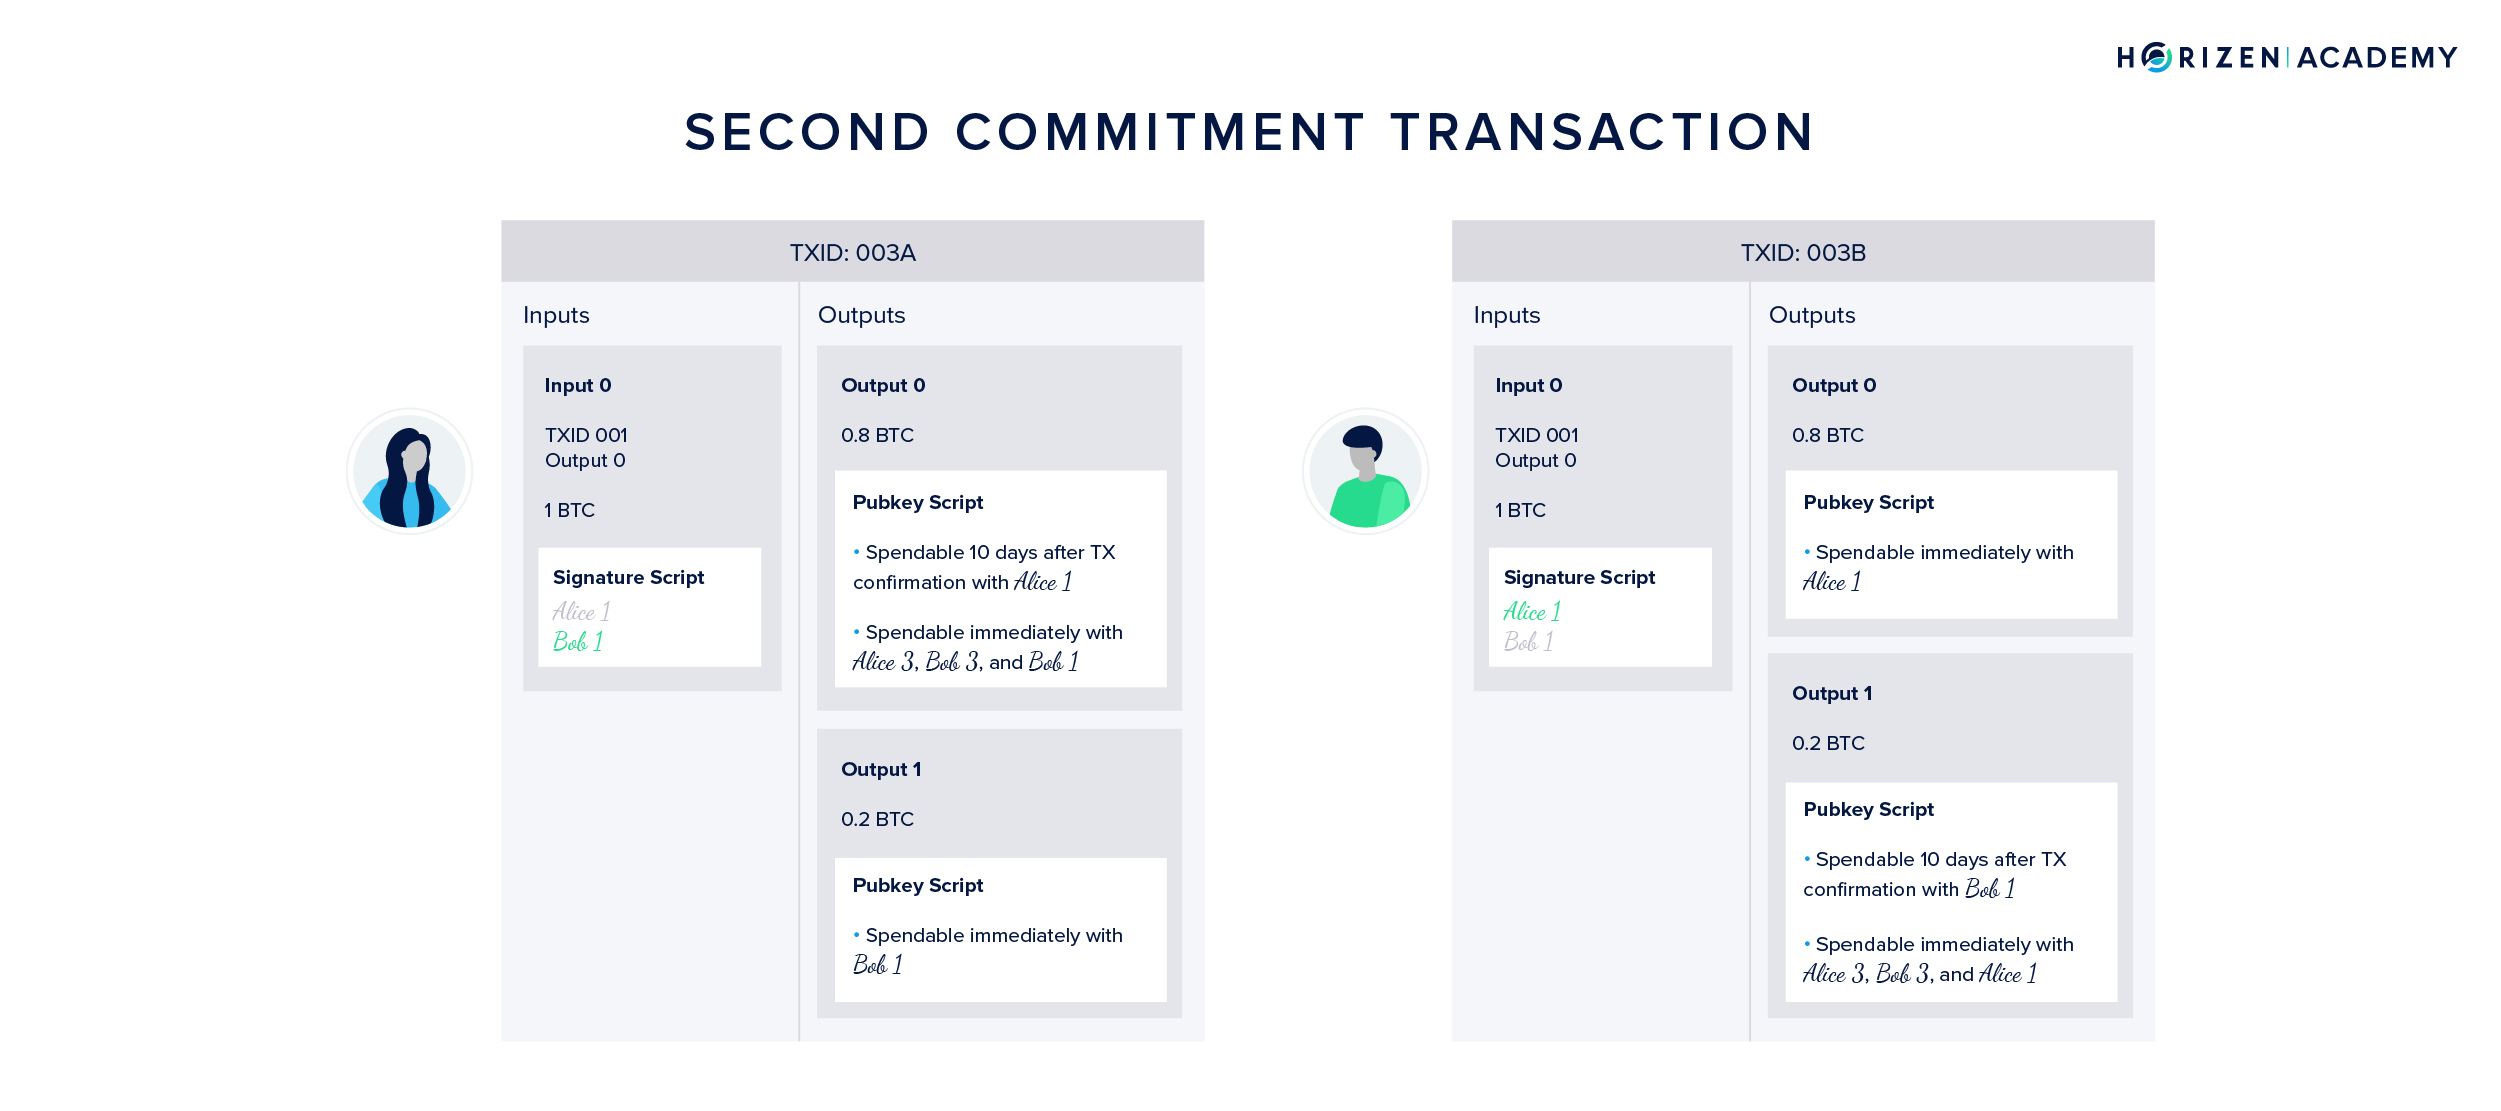 HORIZEN | ACADEMY
SECOND COMMITMENT TRANSACTION
TXID: 003A
Inputs
Input 0
TXID 001
Output 0
1 BTC
Signature Script
Alice 1
Bob 1
Outputs
Output 0
0.8 BTC
Pubkey Script
• Spendable 10 days after TX
confirmation with Alice 1
• Spendable immediately with
Alice 3, Bob 3, and Bob 1
Output 1
0.2 BTC
Pubkey Script
• Spendable immediately with
Bob 1
TXID: 003B
Inputs
Input 0
TXID 001
Output 0
1 BTC
Signature Script
Alice 1
Bob 1
Outputs
Output 0
0.8 BTC
Pubkey Script
• Spendable immediately with
Alice 1
Output 1
0.2 BTC
Pubkey Script
• Spendable 10 days after TX
confirmation with Bob 1
• Spendable immediately with
Alice 3, Bob 3, and Alice 1